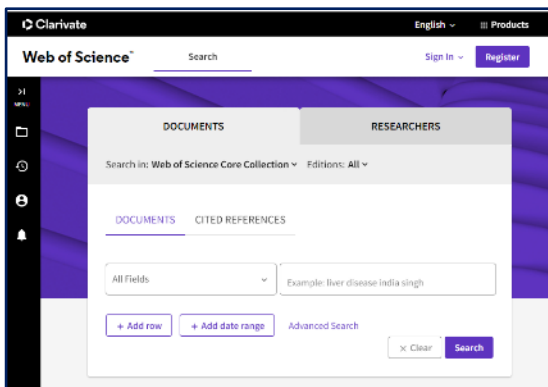 Clarivate English Products
Web of Science™ Search Sign In Register
MENU
DOCUMENTS RESEARCHERS
Search in: Web of Science Core Collection Editions: All
DOCUMENTS CITED REFERENCES
All Fields Example: liver disease india singh
+ Add row + Add date range Advanced Search
× Clear Search